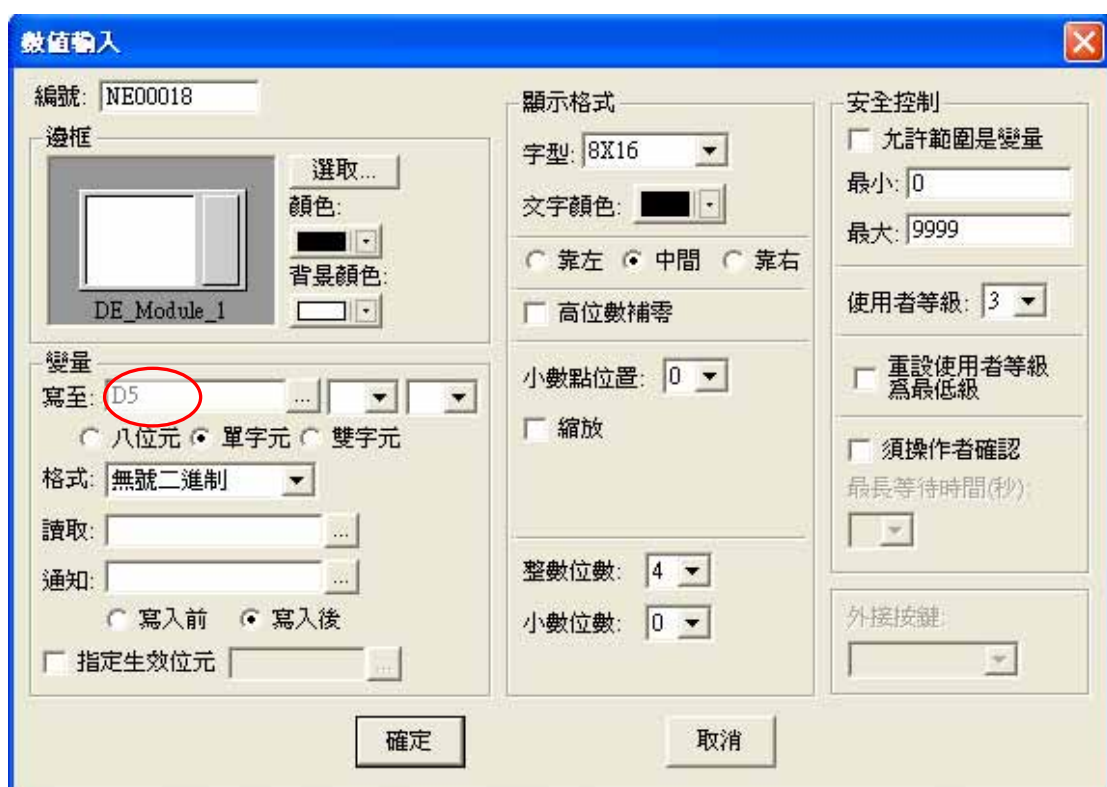 數值輸入
編號: NE00018
邊框
選取...
顏色:
背景顏色:
DE_Module_1
變量
寫至: D5 ...
八位元 單字元 雙字元
格式: 無號二進制
讀取: ...
通知: ...
寫入前 寫入後
指定生效位元 ...
顯示格式
字型: 8X16
文字顏色:
靠左 中間 靠右
高位數補零
小數點位置: 0
縮放
整數位數: 4
小數位數: 0
安全控制
允許範圍是變量
最小: 0
最大: 9999
使用者等級: 3
重設使用者等級
爲最低級
須操作者確認
最長等待時間(秒):
外接按鍵:
確定
取消